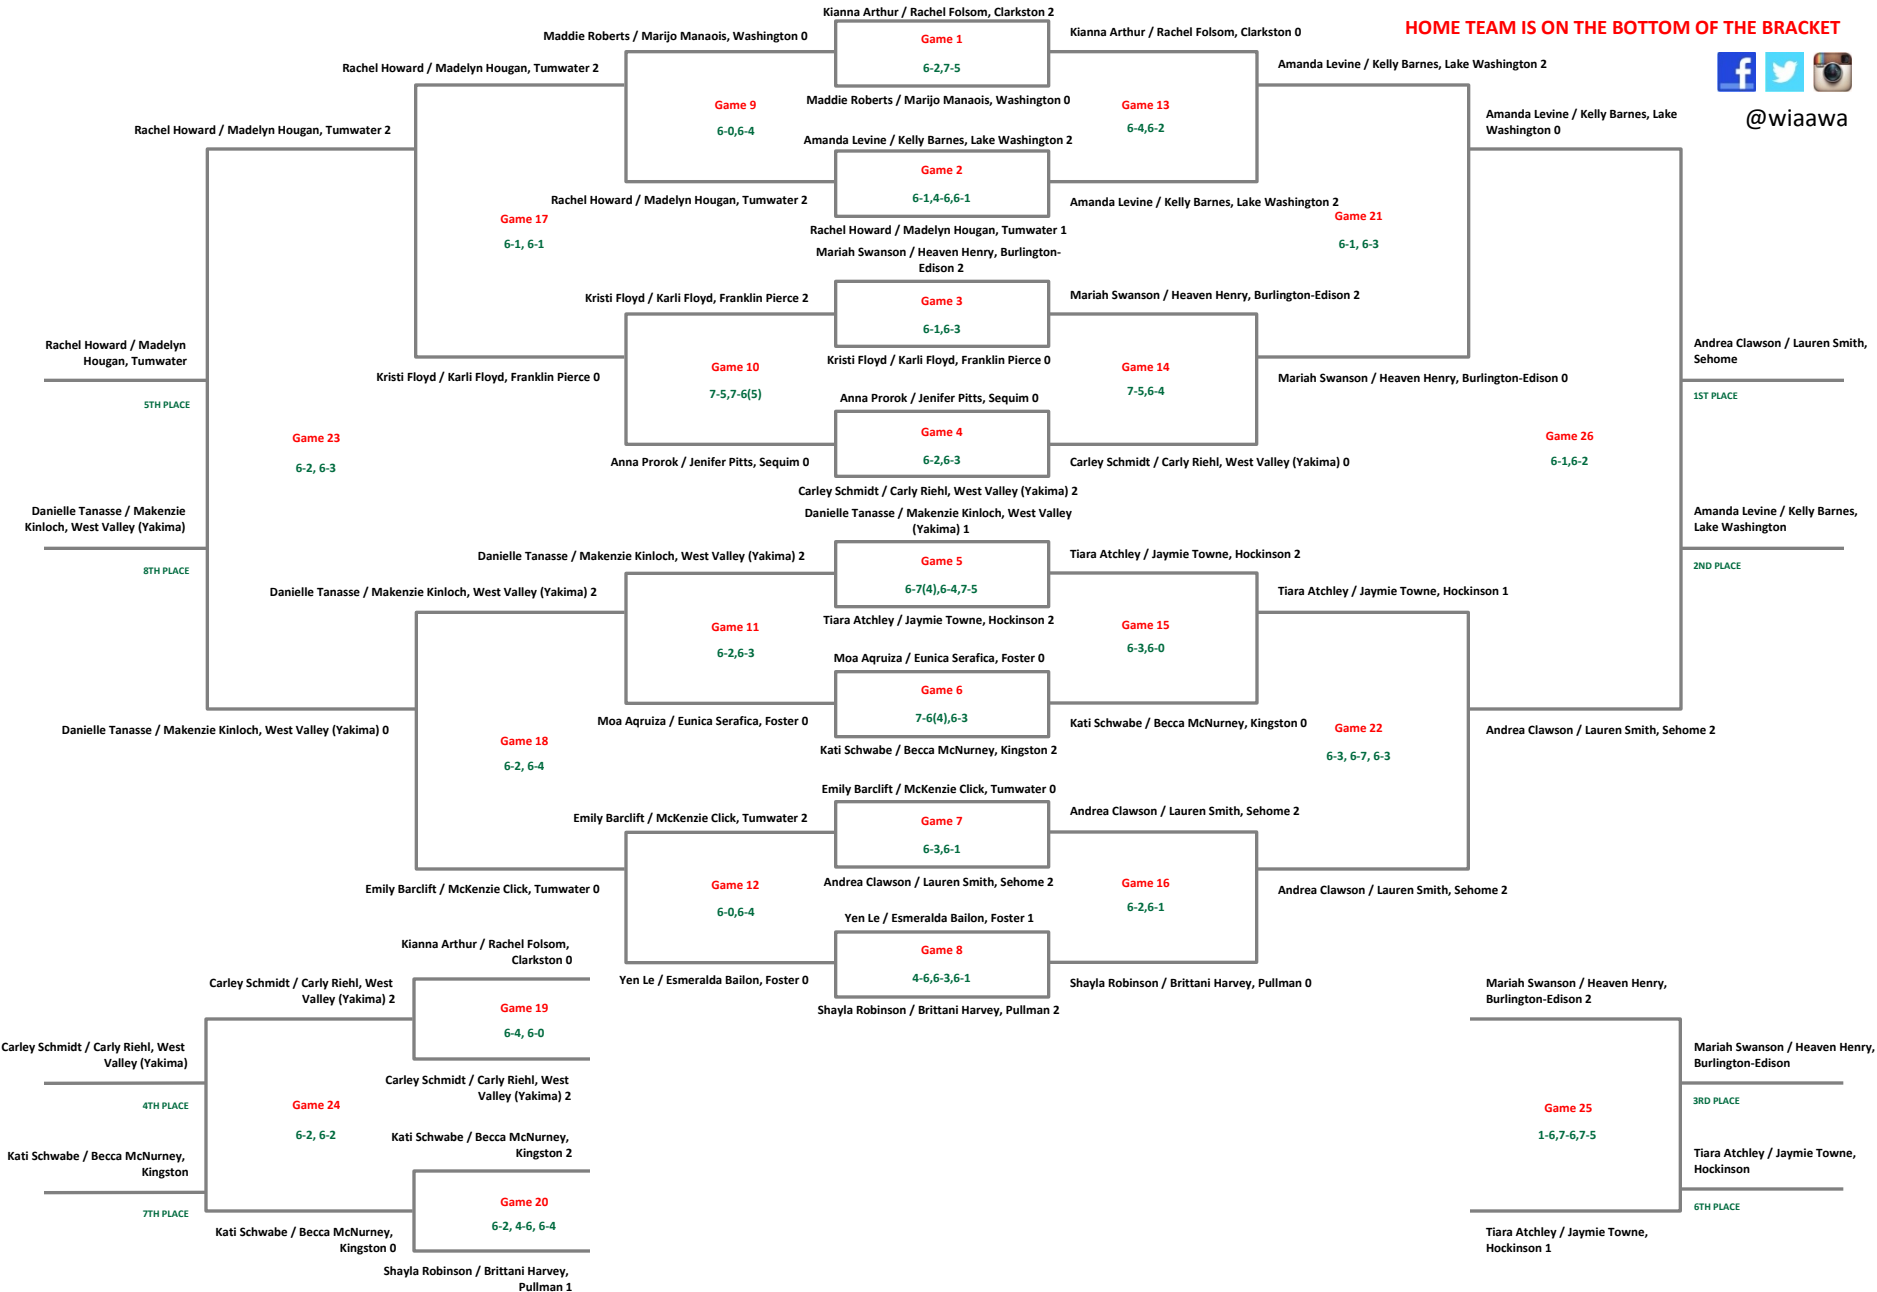 HOME TEAM IS ON THE BOTTOM OF THE BRACKET
@wiaawa
Kianna Arthur / Rachel Folsom, Clarkston 2
Game 1
6-2,7-5
Maddie Roberts / Marijo Manaois, Washington 0
Amanda Levine / Kelly Barnes, Lake Washington 2
Game 2
6-1,4-6,6-1
Rachel Howard / Madelyn Hougan, Tumwater 1
Mariah Swanson / Heaven Henry, Burlington-
Edison 2
Game 3
6-1,6-3
Kristi Floyd / Karli Floyd, Franklin Pierce 0
Anna Prorok / Jenifer Pitts, Sequim 0
Game 4
6-2,6-3
Carley Schmidt / Carly Riehl, West Valley (Yakima) 2
Danielle Tanasse / Makenzie Kinloch, West Valley
(Yakima) 1
Game 5
6-7(4),6-4,7-5
Tiara Atchley / Jaymie Towne, Hockinson 2
Moa Aqruiza / Eunica Serafica, Foster 0
Game 6
7-6(4),6-3
Kati Schwabe / Becca McNurney, Kingston 2
Emily Barclift / McKenzie Click, Tumwater 0
Game 7
6-3,6-1
Andrea Clawson / Lauren Smith, Sehome 2
Yen Le / Esmeralda Bailon, Foster 1
Game 8
4-6,6-3,6-1
Shayla Robinson / Brittani Harvey, Pullman 2
Maddie Roberts / Marijo Manaois, Washington 0
Game 9
6-0,6-4
Rachel Howard / Madelyn Hougan, Tumwater 2
Kristi Floyd / Karli Floyd, Franklin Pierce 2
Game 10
7-5,7-6(5)
Anna Prorok / Jenifer Pitts, Sequim 0
Danielle Tanasse / Makenzie Kinloch, West Valley (Yakima) 2
Game 11
6-2,6-3
Moa Aqruiza / Eunica Serafica, Foster 0
Emily Barclift / McKenzie Click, Tumwater 2
Game 12
6-0,6-4
Yen Le / Esmeralda Bailon, Foster 0
Kianna Arthur / Rachel Folsom, Clarkston 0
Game 13
6-4,6-2
Amanda Levine / Kelly Barnes, Lake Washington 2
Mariah Swanson / Heaven Henry, Burlington-Edison 2
Game 14
7-5,6-4
Carley Schmidt / Carly Riehl, West Valley (Yakima) 0
Tiara Atchley / Jaymie Towne, Hockinson 2
Game 15
6-3,6-0
Kati Schwabe / Becca McNurney, Kingston 0
Andrea Clawson / Lauren Smith, Sehome 2
Game 16
6-2,6-1
Shayla Robinson / Brittani Harvey, Pullman 0
Rachel Howard / Madelyn Hougan, Tumwater 2
Game 17
6-1, 6-1
Kristi Floyd / Karli Floyd, Franklin Pierce 0
Danielle Tanasse / Makenzie Kinloch, West Valley (Yakima) 2
Game 18
6-2, 6-4
Emily Barclift / McKenzie Click, Tumwater 0
Kianna Arthur / Rachel Folsom,
Clarkston 0
Game 19
6-4, 6-0
Carley Schmidt / Carly Riehl, West
Valley (Yakima) 2
Kati Schwabe / Becca McNurney,
Kingston 2
Game 20
6-2, 4-6, 6-4
Shayla Robinson / Brittani Harvey,
Pullman 1
Amanda Levine / Kelly Barnes, Lake Washington 2
Game 21
6-1, 6-3
Mariah Swanson / Heaven Henry, Burlington-Edison 0
Tiara Atchley / Jaymie Towne, Hockinson 1
Game 22
6-3, 6-7, 6-3
Andrea Clawson / Lauren Smith, Sehome 2
Rachel Howard / Madelyn Hougan, Tumwater 2
Game 23
6-2, 6-3
Danielle Tanasse / Makenzie Kinloch, West Valley (Yakima) 0
Rachel Howard / Madelyn
Hougan, Tumwater
5TH PLACE
Danielle Tanasse / Makenzie
Kinloch, West Valley (Yakima)
8TH PLACE
Carley Schmidt / Carly Riehl, West
Valley (Yakima) 2
Game 24
6-2, 6-2
Kati Schwabe / Becca McNurney,
Kingston 0
Carley Schmidt / Carly Riehl, West
Valley (Yakima)
4TH PLACE
Kati Schwabe / Becca McNurney,
Kingston
7TH PLACE
Mariah Swanson / Heaven Henry,
Burlington-Edison 2
Game 25
1-6,7-6,7-5
Tiara Atchley / Jaymie Towne,
Hockinson 1
Mariah Swanson / Heaven Henry,
Burlington-Edison
3RD PLACE
Tiara Atchley / Jaymie Towne,
Hockinson
6TH PLACE
Amanda Levine / Kelly Barnes, Lake
Washington 0
Game 26
6-1,6-2
Andrea Clawson / Lauren Smith, Sehome 2
Andrea Clawson / Lauren Smith,
Sehome
1ST PLACE
Amanda Levine / Kelly Barnes,
Lake Washington
2ND PLACE